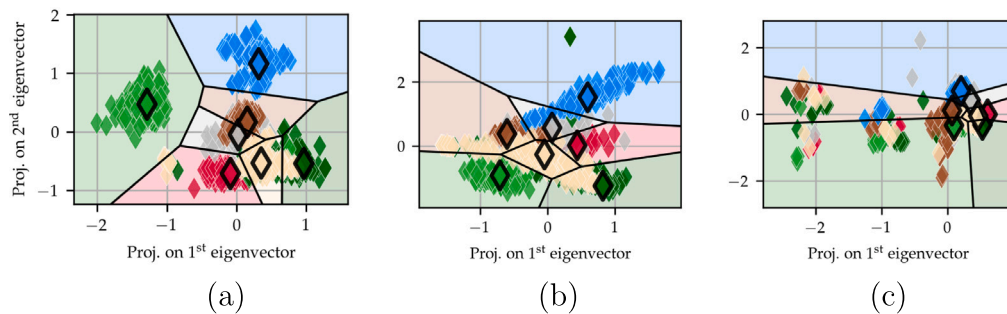 2
1
0
−1
−2 −1 0 1
Proj. on 2nd eigenvector
Proj. on 1st eigenvector
(a)
2
0
−1 0 1
Proj. on 1st eigenvector
(b)
2
0
−2
−2 −1 0
Proj. on 1st eigenvector
(c)